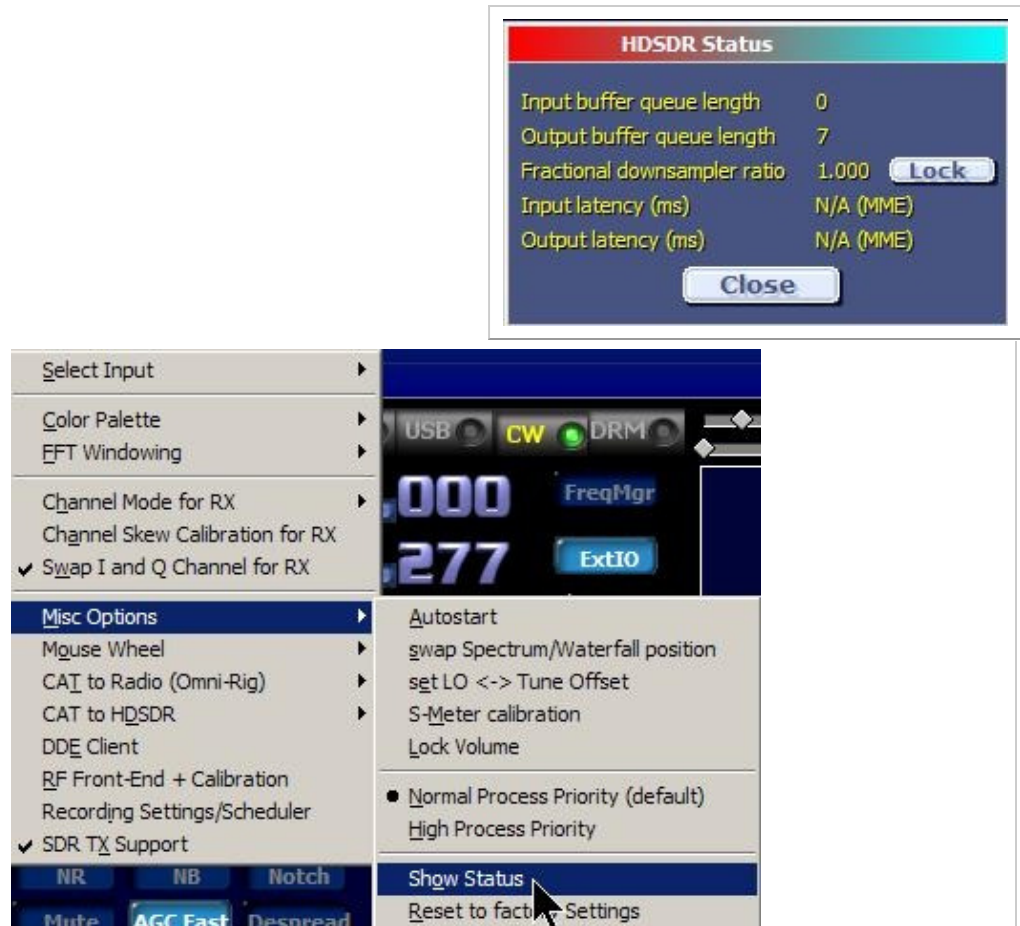 HDSDR Status
Input buffer queue length 0
Output buffer queue length 7
Fractional downsampler ratio 1.000 Lock
Input latency (ms) N/A (MME)
Output latency (ms) N/A (MME)
Close
Select Input
Color Palette
FFT Windowing
Channel Mode for RX
Channel Skew Calibration for RX
Swap I and Q Channel for RX
Misc Options
Mouse Wheel
CAT to Radio (Omni-Rig)
CAT to HDSDR
DDE Client
RF Front-End + Calibration
Recording Settings/Scheduler
SDR TX Support
USB CW DRM
.000 FreqMgr
.277 ExtIO
Autostart
swap Spectrum/Waterfall position
set LO <-> Tune Offset
S-Meter calibration
Lock Volume
Normal Process Priority (default)
High Process Priority
Show Status
Reset to factory Settings
NR NB Notch
Mute AGC Fast Despread